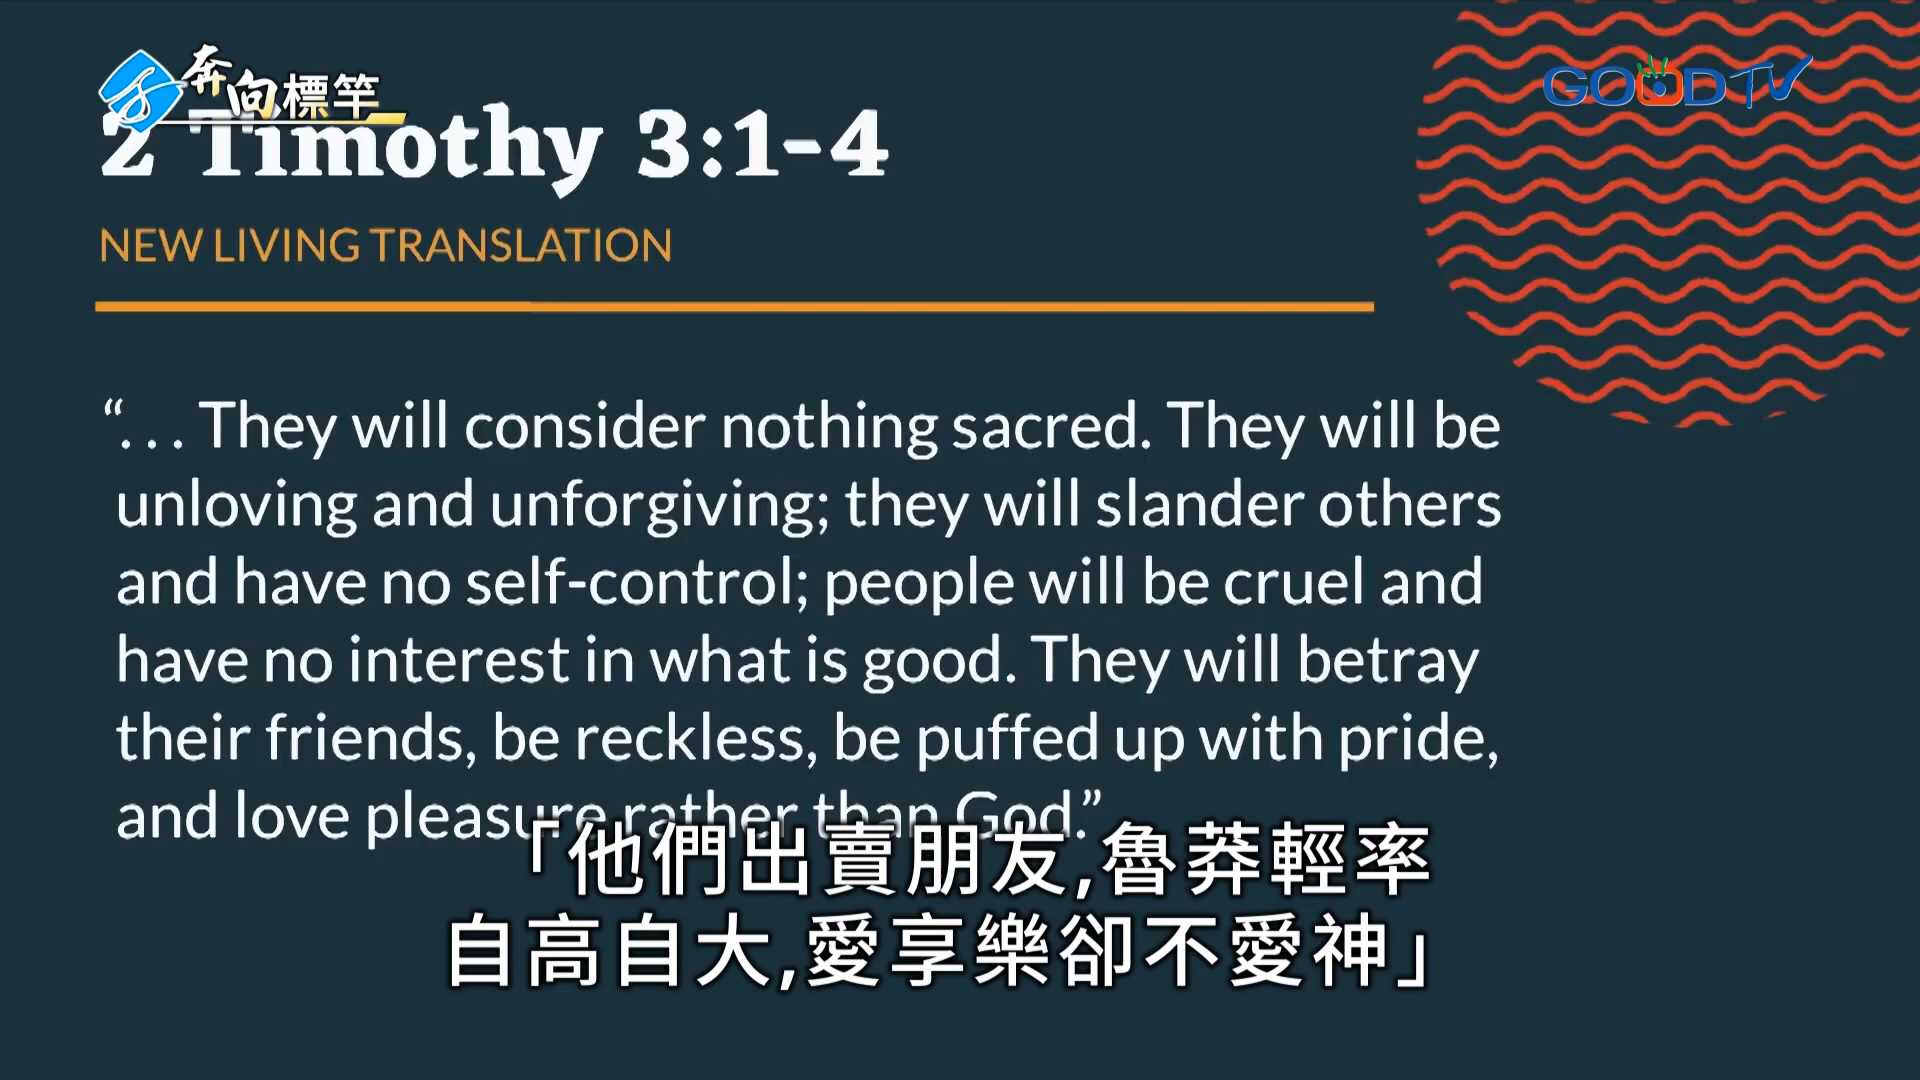 奔向標竿
GOOD TV
2 Timothy 3:1-4
NEW LIVING TRANSLATION
“. . . They will consider nothing sacred. They will be
unloving and unforgiving; they will slander others
and have no self-control; people will be cruel and
have no interest in what is good. They will betray
their friends, be reckless, be puffed up with pride,
and love pleasure rather than God.”
「他們出賣朋友,魯莽輕率
自高自大,愛享樂卻不愛神」